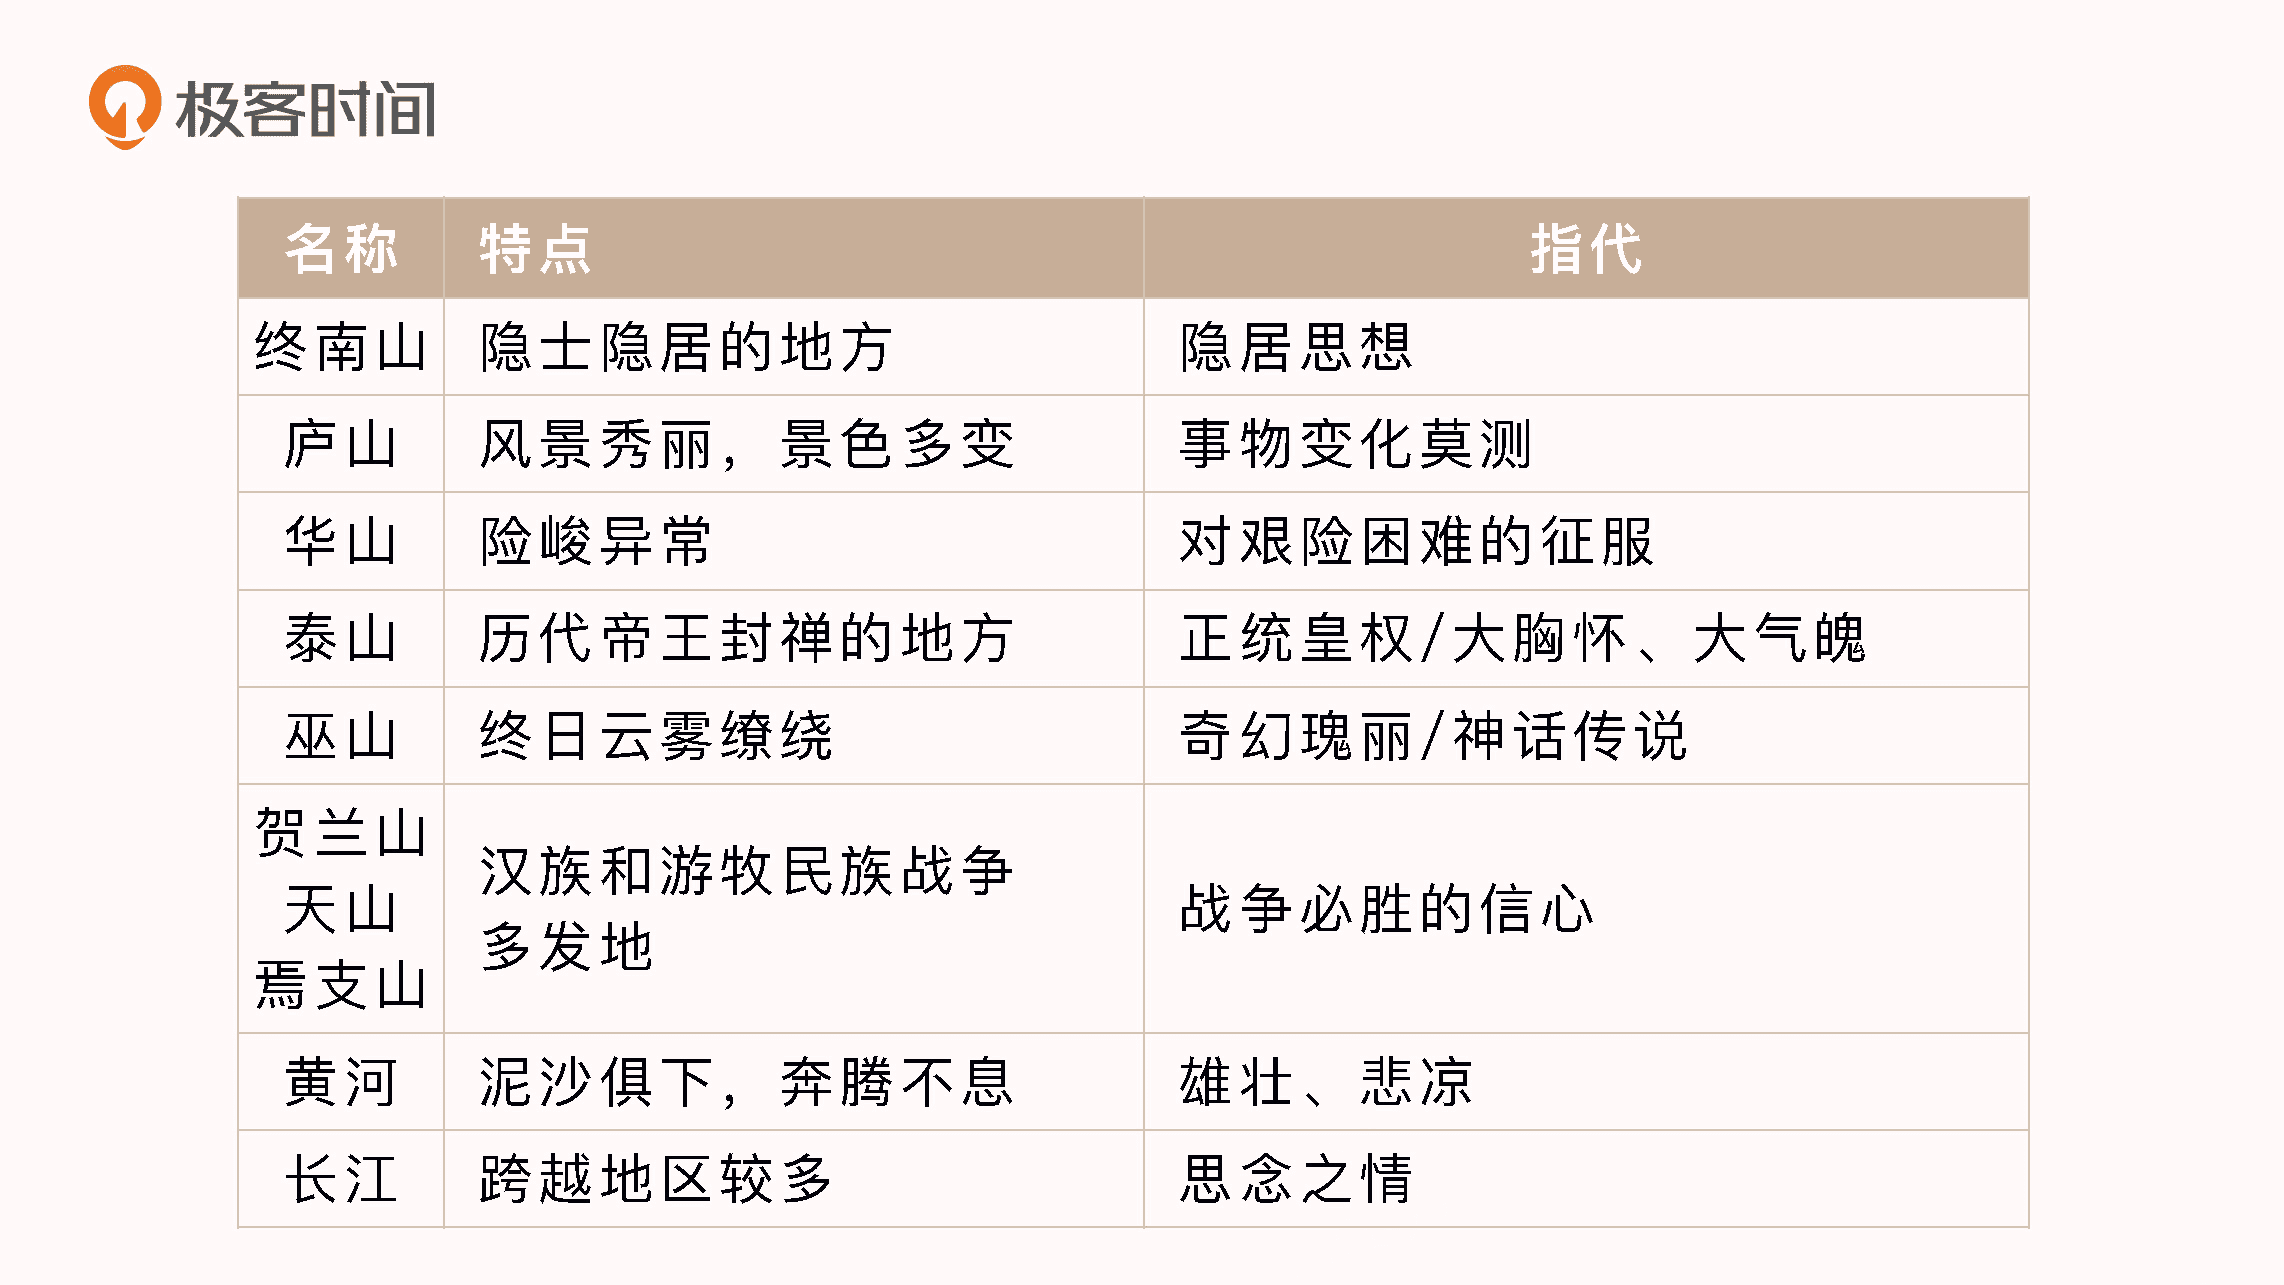 极客时间
名称 特点 指代
终南山 隐士隐居的地方 隐居思想
庐山 风景秀丽，景色多变 事物变化莫测
华山 险峻异常 对艰险困难的征服
泰山 历代帝王封禅的地方 正统皇权/大胸怀、大气魄
巫山 终日云雾缭绕 奇幻瑰丽/神话传说
贺兰山
天山
焉支山
汉族和游牧民族战争
多发地
战争必胜的信心
黄河 泥沙俱下，奔腾不息 雄壮、悲凉
长江 跨越地区较多 思念之情